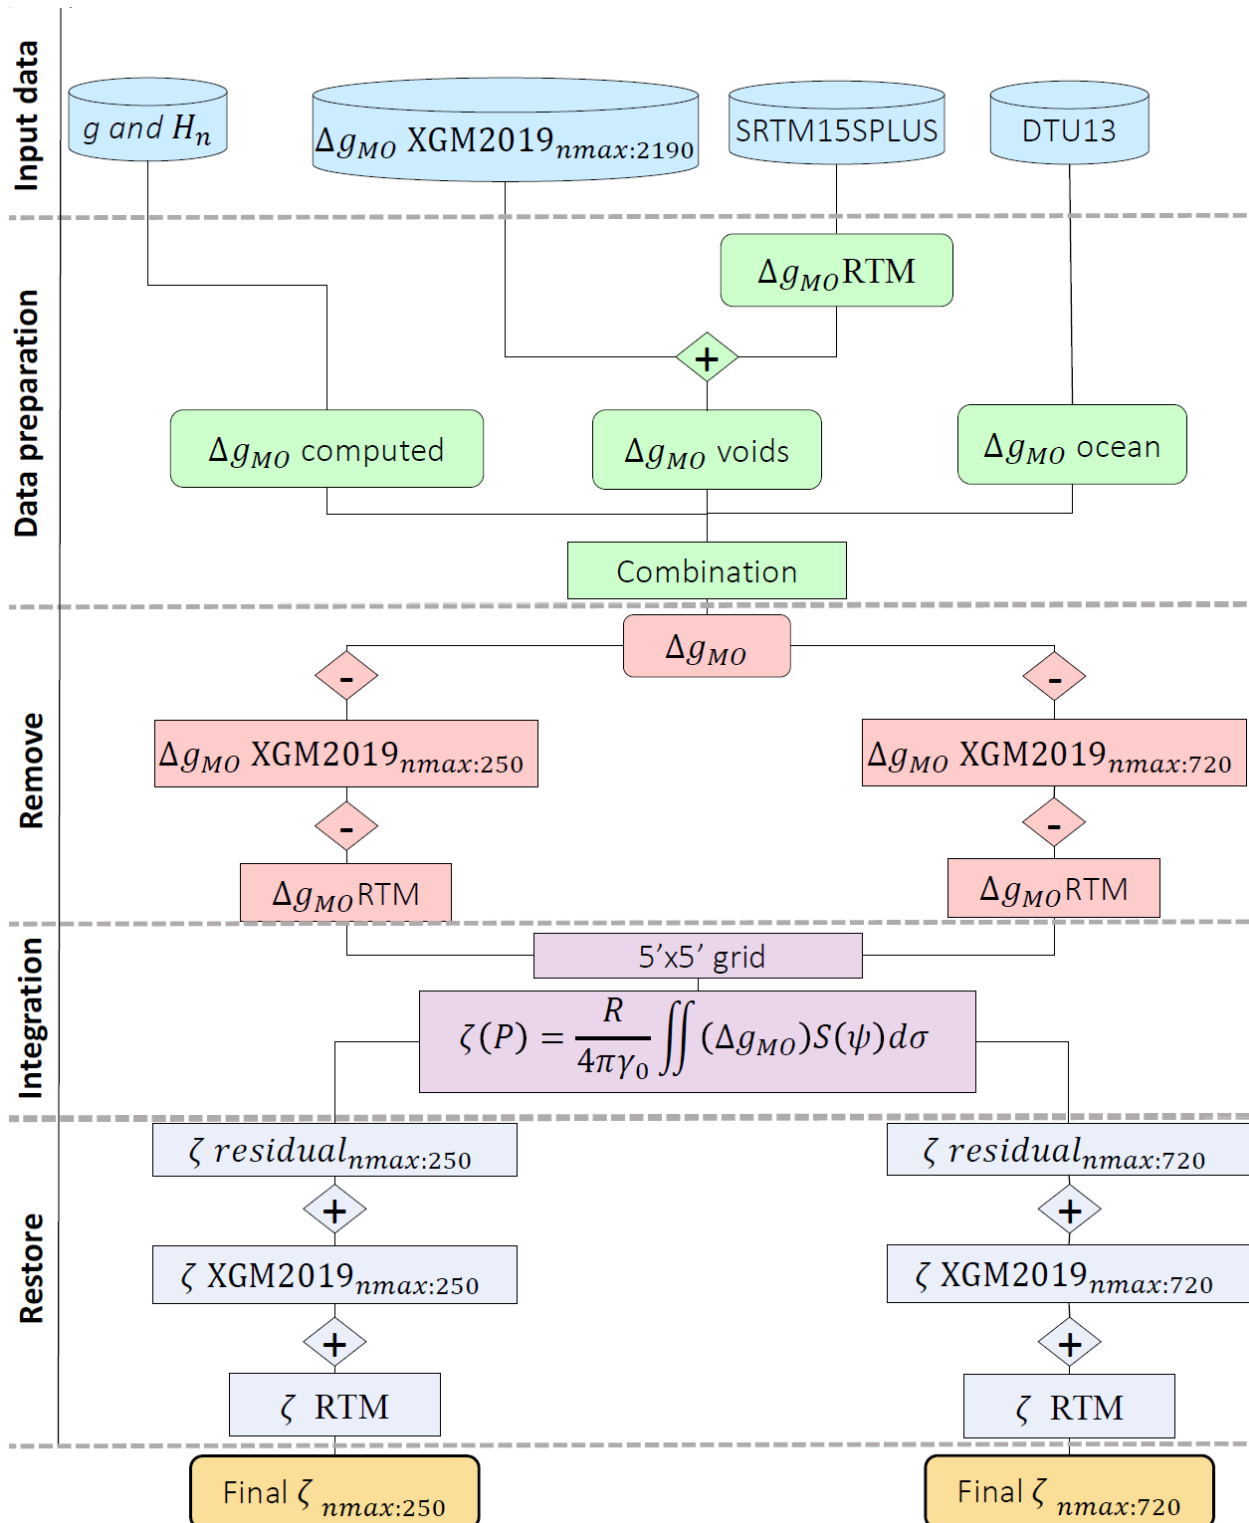 Input data
g and Hₙ
Δg_MO XGM2019_nmax:2190
SRTM15SPLUS
DTU13
Data preparation
Δg_MO RTM
+
Δg_MO computed
Δg_MO voids
Δg_MO ocean
Combination
Remove
Δg_MO
- -
Δg_MO XGM2019_nmax:250
Δg_MO XGM2019_nmax:720
- -
Δg_MO RTM
Δg_MO RTM
Integration
5’x5’ grid
ζ(P) = R/(4πγ₀) ∬ (Δg_MO)S(ψ)dσ
Restore
ζ residual_nmax:250
ζ residual_nmax:720
+ +
ζ XGM2019_nmax:250
ζ XGM2019_nmax:720
+ +
ζ RTM
ζ RTM
Final ζ_nmax:250
Final ζ_nmax:720